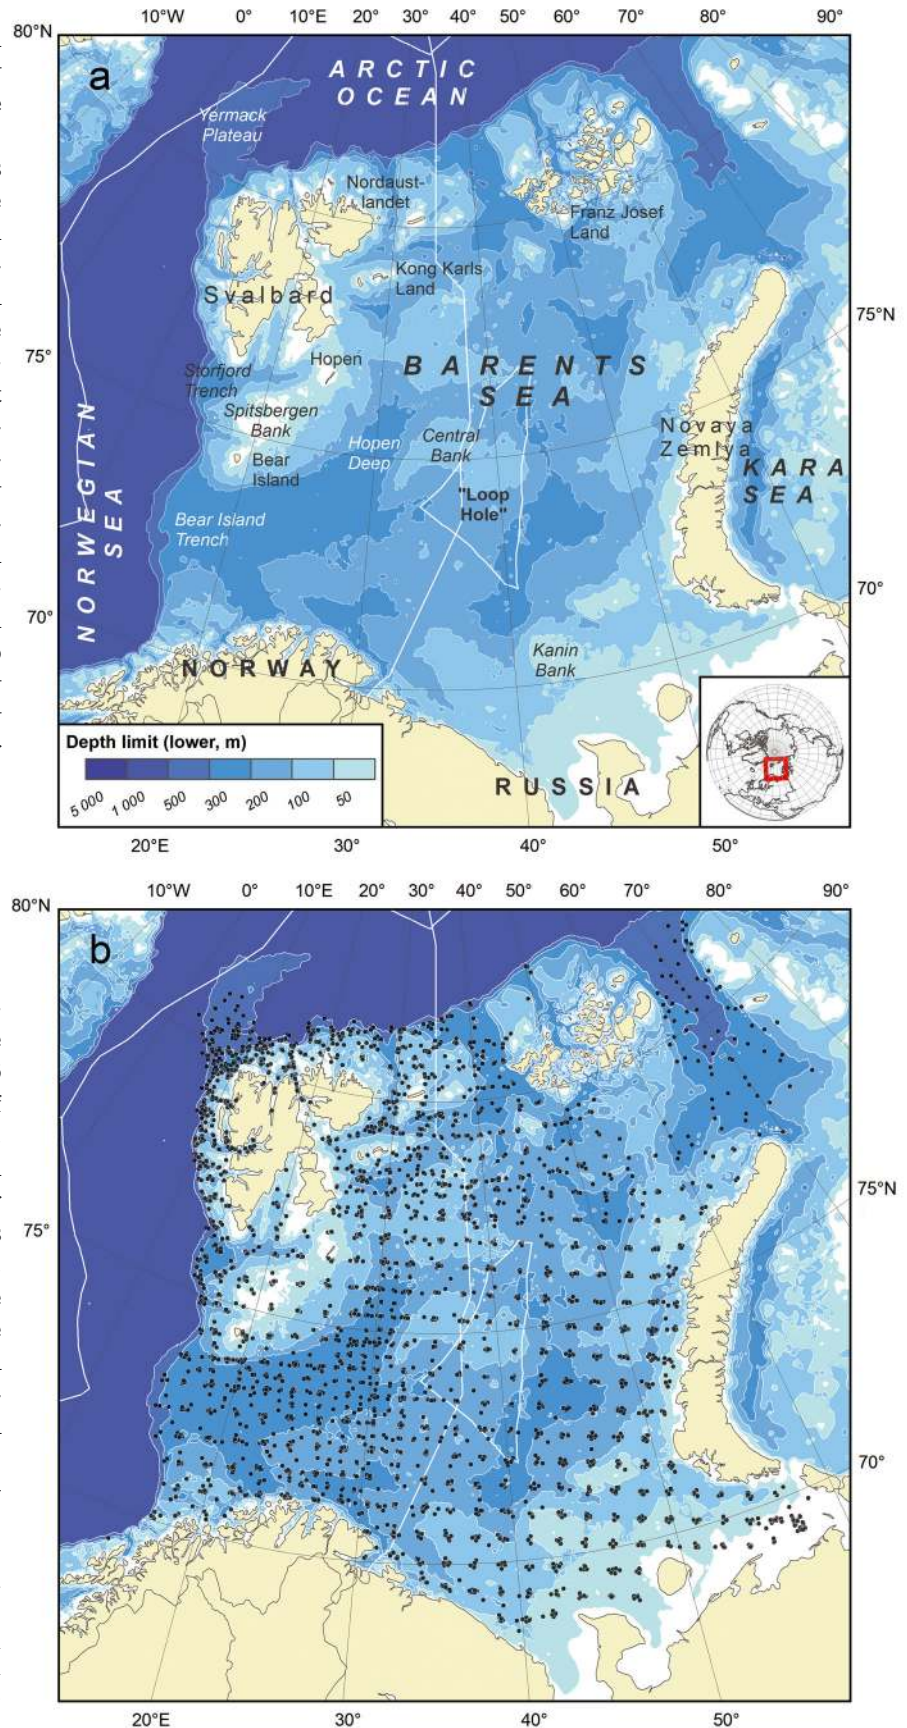 10°W 0° 10°E 20° 30° 40° 50° 60° 70° 80° 90°
80°N
a
ARCTIC
OCEAN
Yermack
Plateau
Nordaust-
landet
Franz Josef
Land
Kong Karls
Land
Svalbard
75°N
75°
Hopen
BARENTS
SEA
Storfjord
Trench
Spitsbergen
Bank
Hopen
Deep
Central
Bank
Novaya
Zemlya
Bear
Island
KARA
SEA
"Loop
Hole"
NORWEGIAN
SEA
Bear Island
Trench
70°
70°
Kanin
Bank
NORWAY
Depth limit (lower, m)
5 000 1 000 500 300 200 100 50
RUSSIA
20°E 30° 40° 50°
10°W 0° 10°E 20° 30° 40° 50° 60° 70° 80° 90°
80°N
b
75°N
75°
70°
20°E 30° 40° 50°